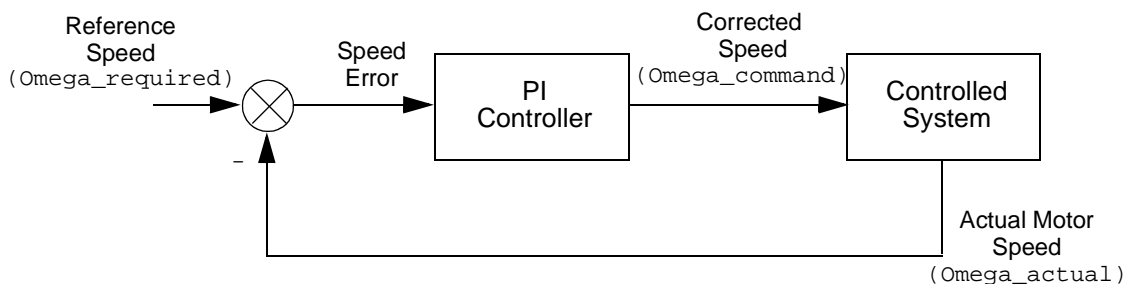 Reference
Speed
(Omega_required)
Speed
Error
PI
Controller
Corrected
Speed
(Omega_command)
Controlled
System
-
Actual Motor
Speed
(Omega_actual)